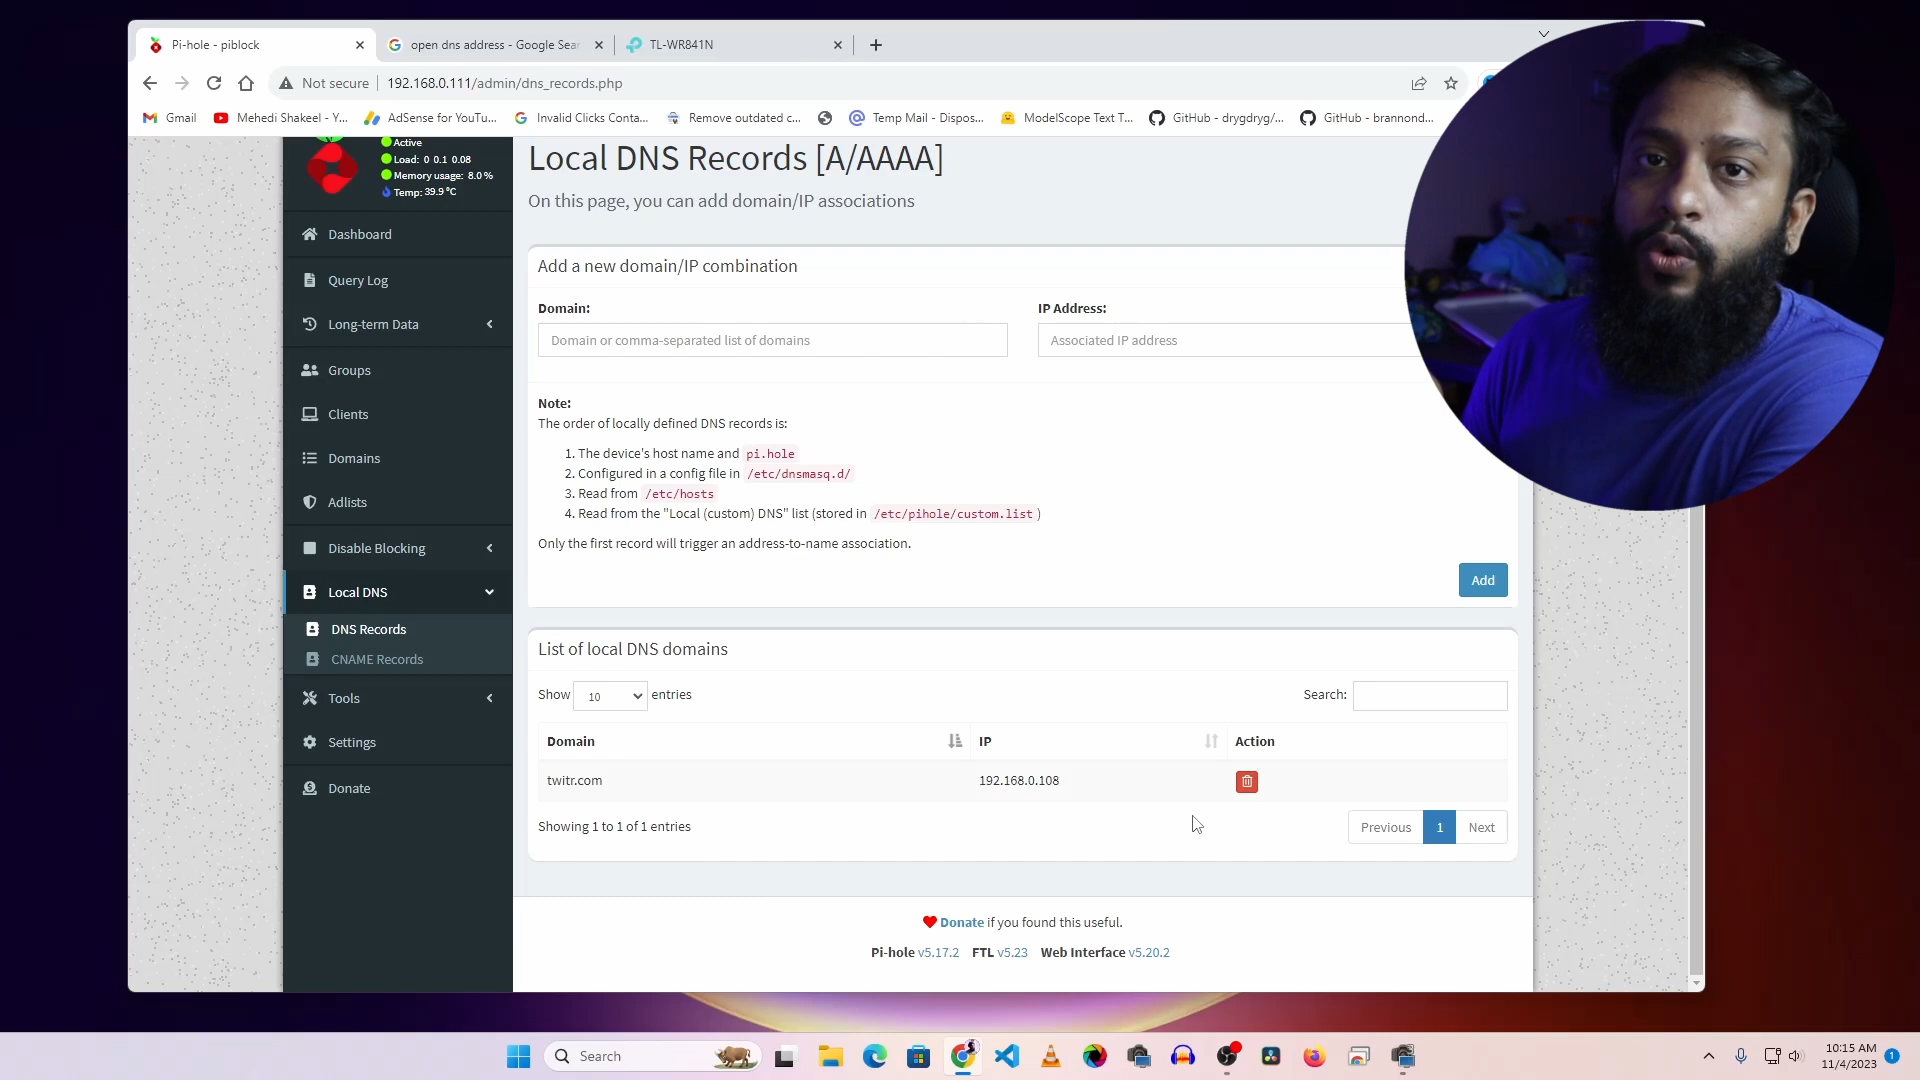 Pi-hole - piblock
open dns address - Google Sear
TL-WR841N
Not secure
192.168.0.111/admin/dns_records.php
Gmail
Mehedi Shakeel - Y...
AdSense for YouTu...
Invalid Clicks Conta...
Remove outdated c...
Temp Mail - Dispos...
ModelScope Text T...
GitHub - drygdryg/...
GitHub - brannond...
Active
Load: 0 0.1 0.08
Memory usage: 8.0 %
Temp: 39.9 °C
Dashboard
Query Log
Long-term Data
Groups
Clients
Domains
Adlists
Disable Blocking
Local DNS
DNS Records
CNAME Records
Tools
Settings
Donate
Local DNS Records [A/AAAA]
On this page, you can add domain/IP associations
Add a new domain/IP combination
Domain:
IP Address:
Domain or comma-separated list of domains
Associated IP address
Note:
The order of locally defined DNS records is:
1. The device's host name and pi.hole
2. Configured in a config file in /etc/dnsmasq.d/
3. Read from /etc/hosts
4. Read from the "Local (custom) DNS" list (stored in /etc/pihole/custom.list )
Only the first record will trigger an address-to-name association.
Add
List of local DNS domains
Show 10 entries
Search:
Domain
IP
Action
twitr.com
192.168.0.108
Showing 1 to 1 of 1 entries
Previous
1
Next
Donate if you found this useful.
Pi-hole v5.17.2 FTL v5.23 Web Interface v5.20.2
Search
10:15 AM
11/4/2023
1